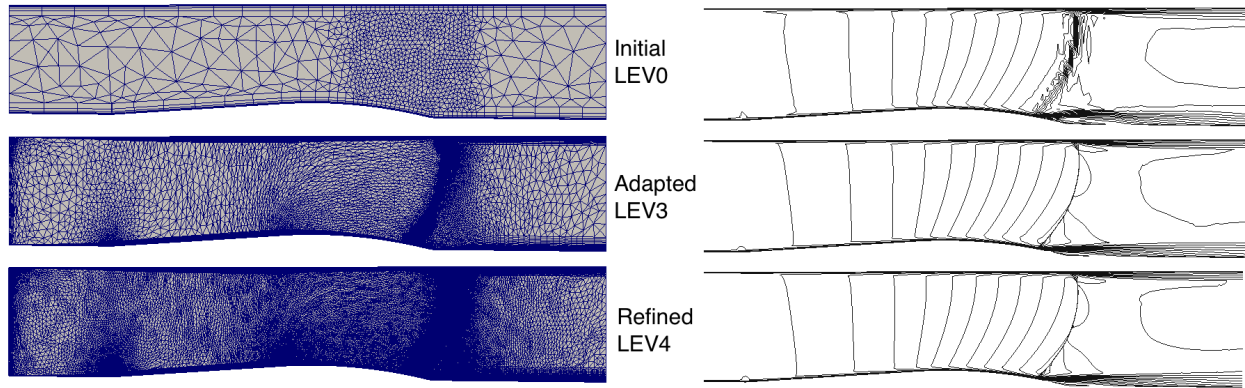 Initial
LEV0
Adapted
LEV3
Refined
LEV4